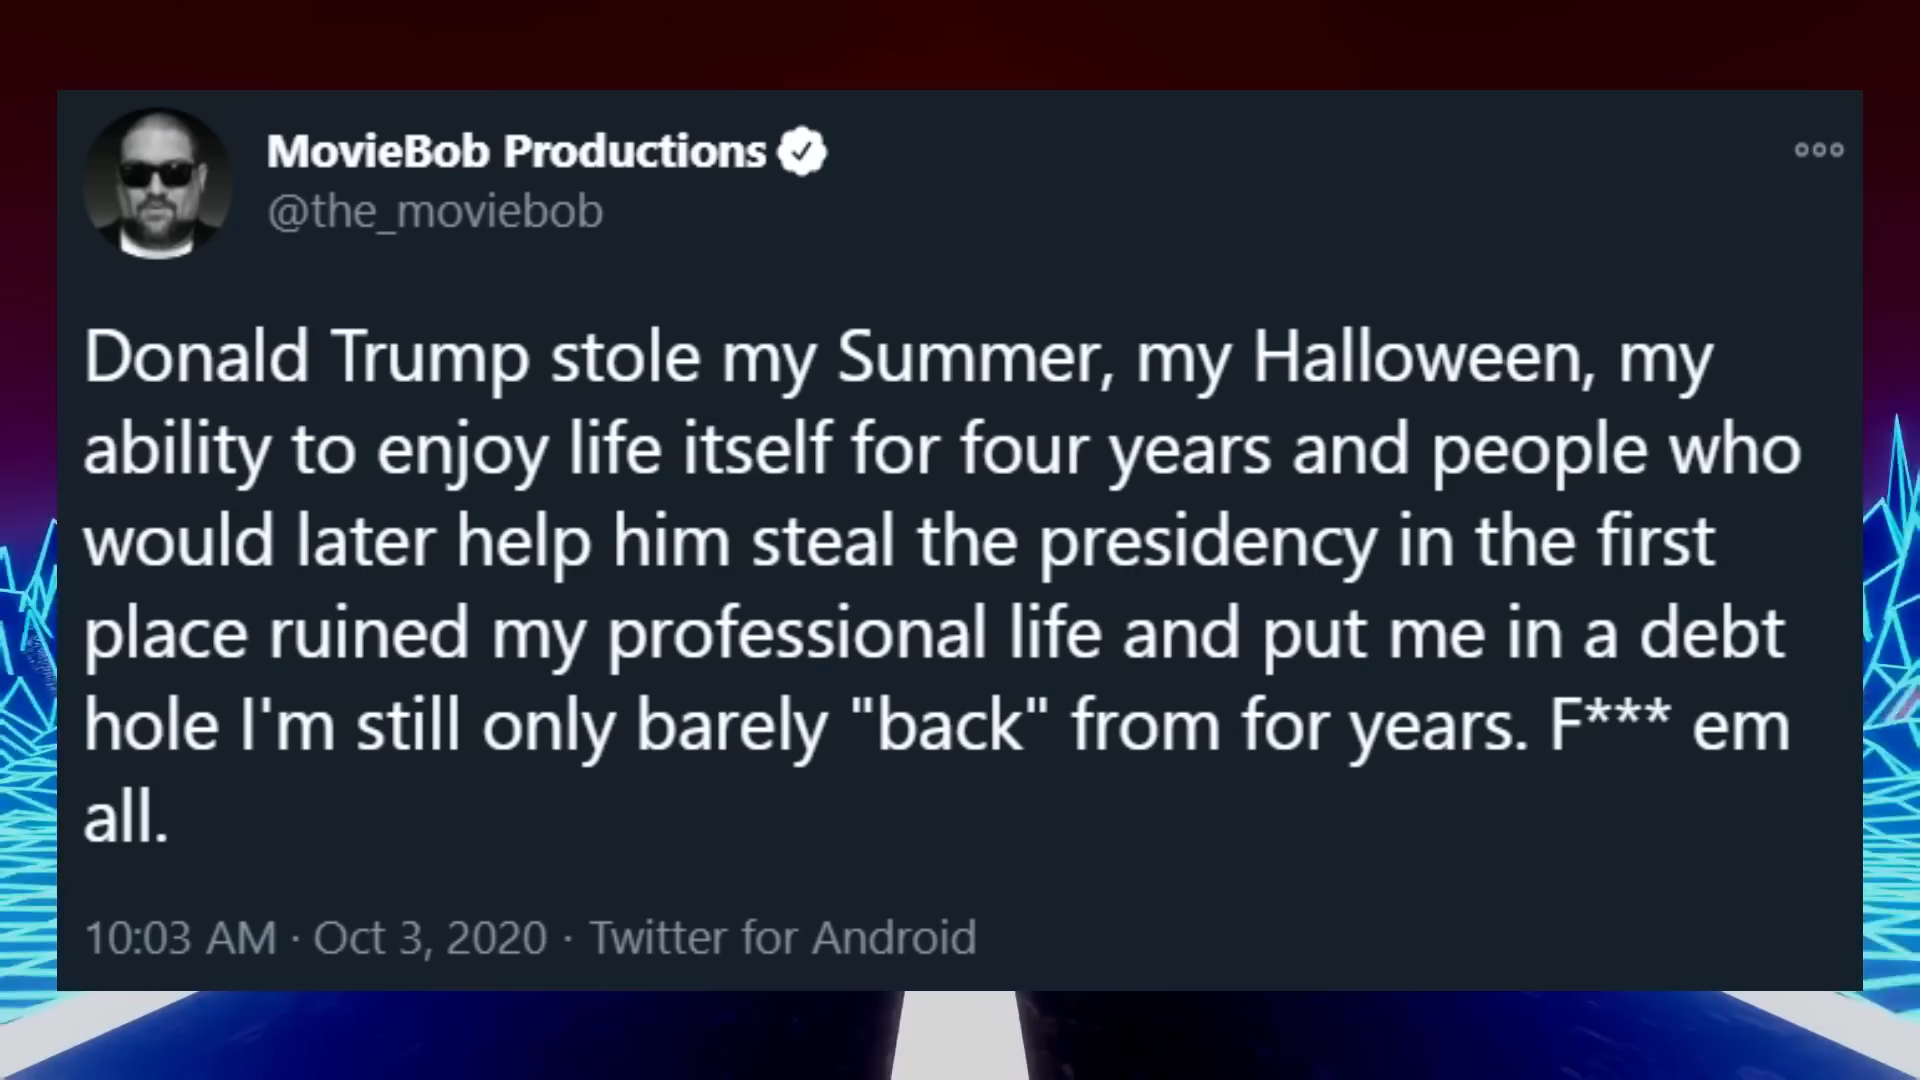 MovieBob Productions
@the_moviebob
Donald Trump stole my Summer, my Halloween, my
ability to enjoy life itself for four years and people who
would later help him steal the presidency in the first
place ruined my professional life and put me in a debt
hole I'm still only barely "back" from for years. F*** em
all.
10:03 AM · Oct 3, 2020 · Twitter for Android